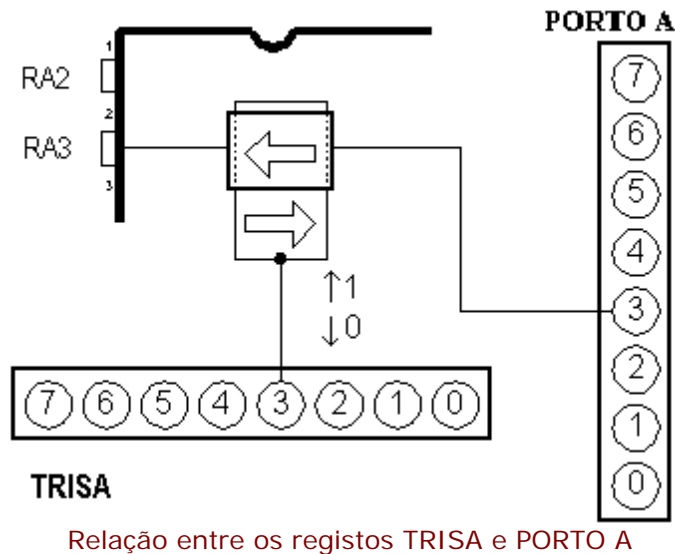 PORTO A
1
RA2
2
RA3
3
7
6
5
4
3
2
1
0
↑1
↓0
7 6 5 4 3 2 1 0
TRISA
Relação entre os registos TRISA e PORTO A